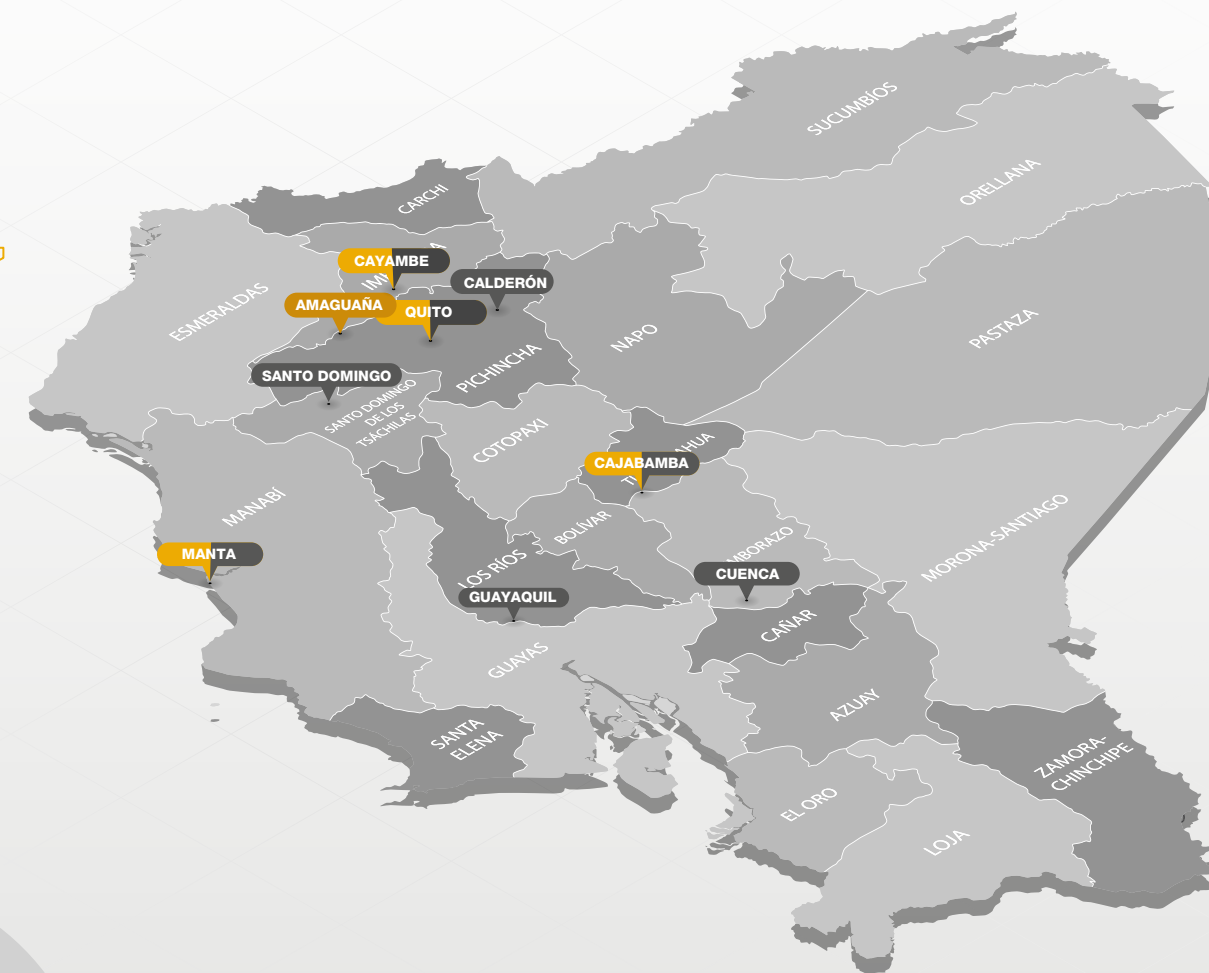 SUCUMBÍOS
ORELLANA
CARCHI
CAYAMBE
CALDERÓN
AMAGUAÑA
QUITO
ESMERALDAS
PASTAZA
NAPO
PICHINCHA
SANTO DOMINGO
SANTO DOMINGO
DE LOS
TSÁCHILAS
COTOPAXI
CAJABAMBA
MANABÍ
BOLÍVAR
MORONA-SANTIAGO
MANTA
LOS RÍOS
CUENCA
GUAYAQUIL
CAÑAR
GUAYAS
AZUAY
SANTA
ELENA
ZAMORA-
CHINCHIPE
EL ORO
LOJA